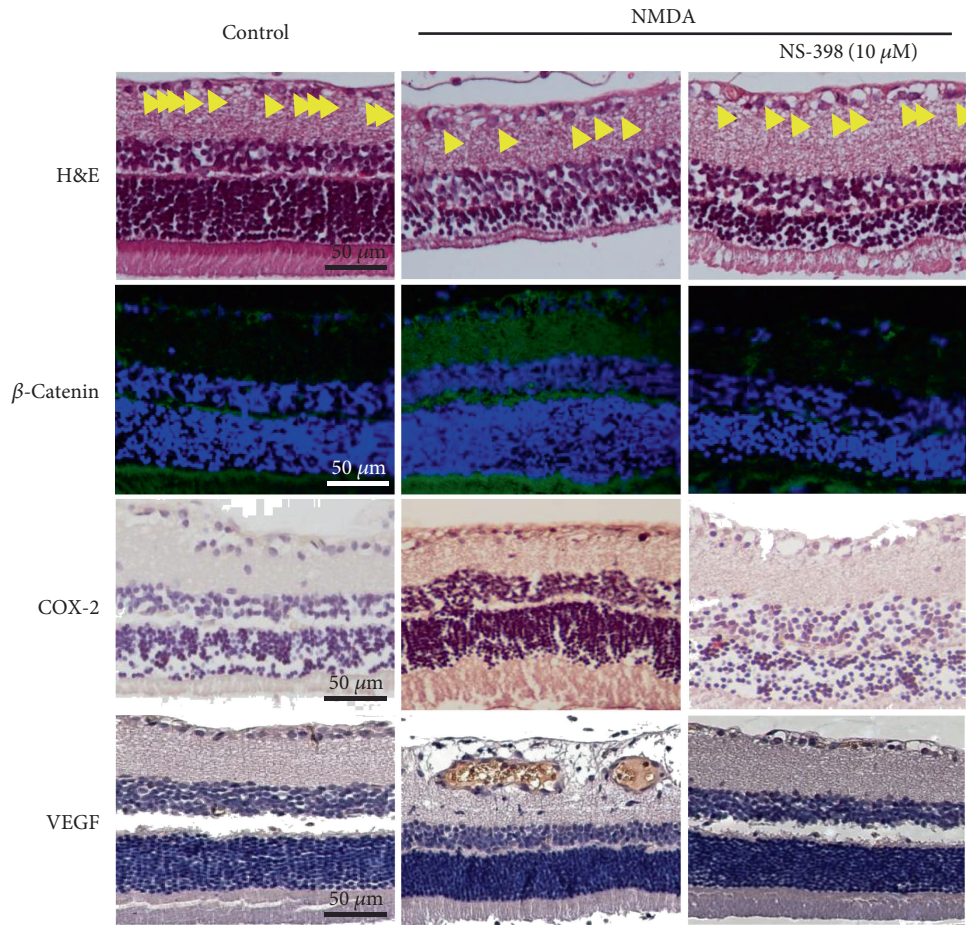 NMDA
Control
NS-398 (10 μM)
H&E
50 μm
β-Catenin
50 μm
COX-2
50 μm
VEGF
50 μm